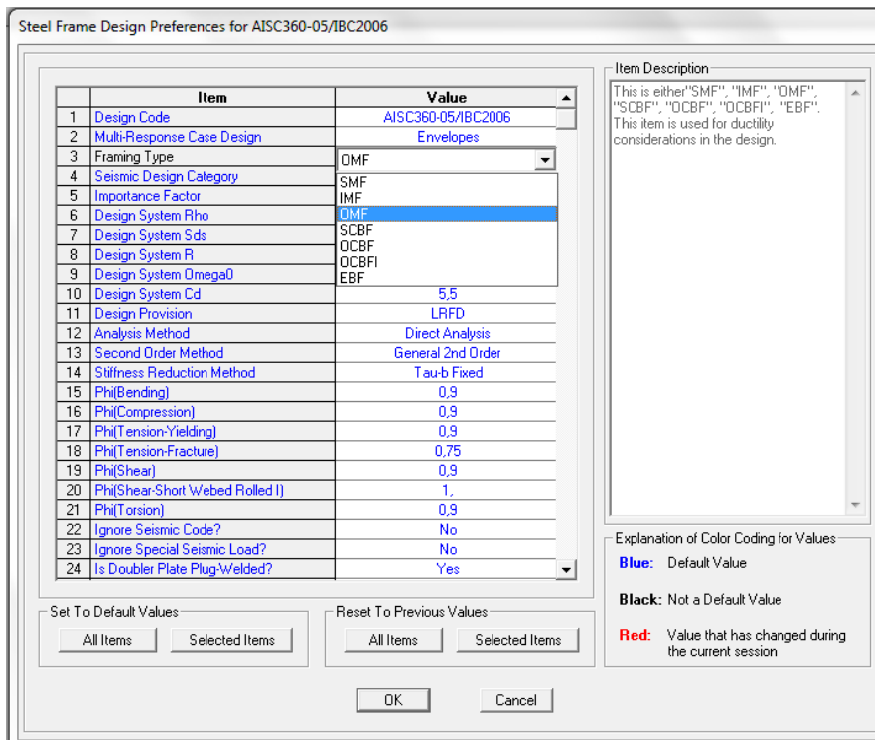 Steel Frame Design Preferences for AISC360-05/IBC2006
Item Value
1 Design Code AISC360-05/IBC2006
2 Multi-Response Case Design Envelopes
3 Framing Type OMF
4 Seismic Design Category
5 Importance Factor
6 Design System Rho
7 Design System Sds
8 Design System R
9 Design System Omega0
SMF
IMF
OMF
SCBF
OCBF
OCBFI
EBF
10 Design System Cd 5,5
11 Design Provision LRFD
12 Analysis Method Direct Analysis
13 Second Order Method General 2nd Order
14 Stiffness Reduction Method Tau-b Fixed
15 Phi(Bending) 0,9
16 Phi(Compression) 0,9
17 Phi(Tension-Yielding) 0,9
18 Phi(Tension-Fracture) 0,75
19 Phi(Shear) 0,9
20 Phi(Shear-Short Webed Rolled I) 1,
21 Phi(Torsion) 0,9
22 Ignore Seismic Code? No
23 Ignore Special Seismic Load? No
24 Is Doubler Plate Plug-Welded? Yes
Item Description
This is either"SMF", "IMF", "OMF",
"SCBF", "OCBF", "OCBFI", "EBF".
This item is used for ductility
considerations in the design.
Explanation of Color Coding for Values
Blue: Default Value
Black: Not a Default Value
Red: Value that has changed during
the current session
Set To Default Values
All Items Selected Items
Reset To Previous Values
All Items Selected Items
OK Cancel